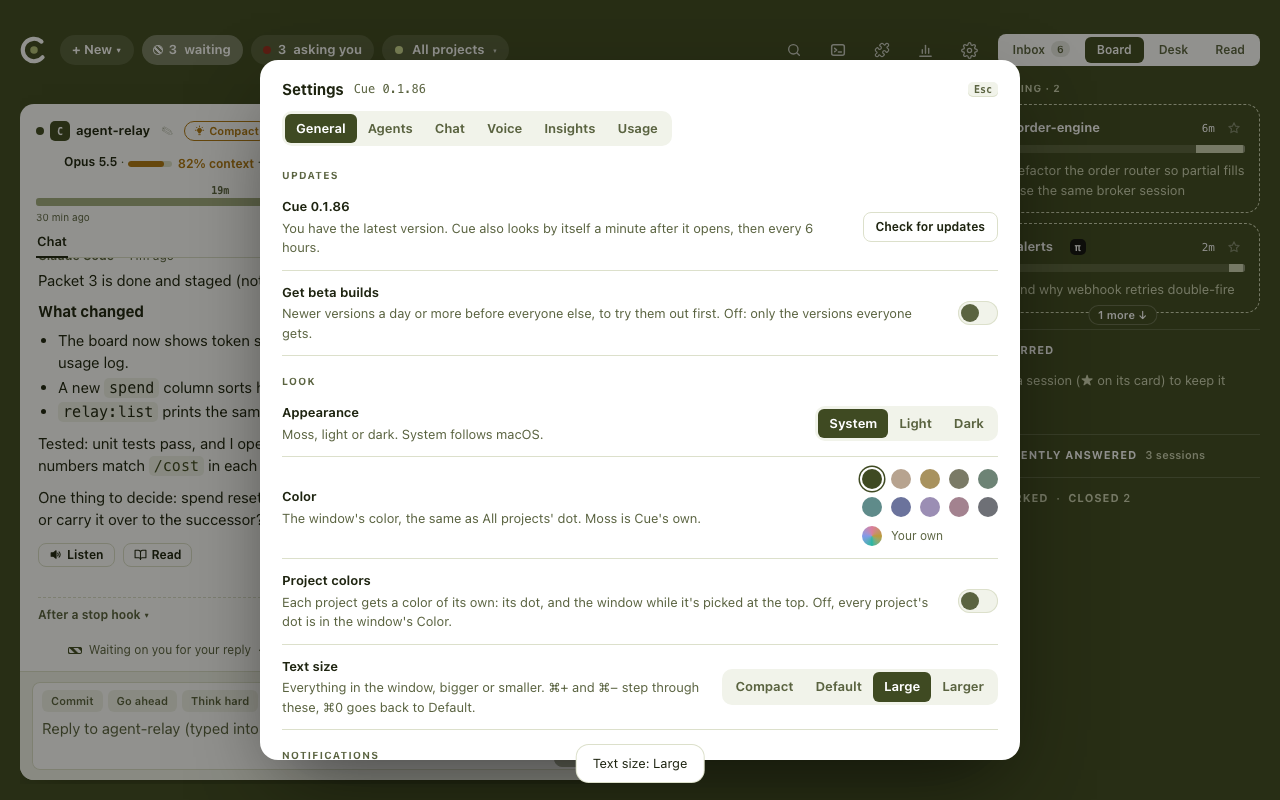 + New ▾
3 waiting
3 asking you
All projects ▾
Inbox 6
Board
Desk
Read
C agent-relay
Compact
Opus 5.5 ·
82% context
19m
30 min ago
Chat
Packet 3 is done and staged (not
What changed
• The board now shows token s
usage log.
• A new spend column sorts h
• relay:list prints the sam
Tested: unit tests pass, and I ope
numbers match /cost in each
One thing to decide: spend reset
or carry it over to the successor?
Listen
Read
After a stop hook ▾
Waiting on you for your reply
Commit
Go ahead
Think hard
Reply to agent-relay (typed into
Settings Cue 0.1.86
Esc
General
Agents
Chat
Voice
Insights
Usage
UPDATES
Cue 0.1.86
You have the latest version. Cue also looks by itself a minute after it opens, then every 6
hours.
Check for updates
Get beta builds
Newer versions a day or more before everyone else, to try them out first. Off: only the versions everyone
gets.
LOOK
Appearance
Moss, light or dark. System follows macOS.
System
Light
Dark
Color
The window's color, the same as All projects' dot. Moss is Cue's own.
Your own
Project colors
Each project gets a color of its own: its dot, and the window while it's picked at the top. Off, every project's
dot is in the window's Color.
Text size
Everything in the window, bigger or smaller. ⌘+ and ⌘− step through
these, ⌘0 goes back to Default.
Compact
Default
Large
Larger
NOTIFICATIONS
Text size: Large
ING · 2
order-engine
6m
efactor the order router so partial fills
se the same broker session
alerts
π
2m
nd why webhook retries double-fire
1 more ↓
RRED
session (★ on its card) to keep it
ENTLY ANSWERED 3 sessions
RKED · CLOSED 2